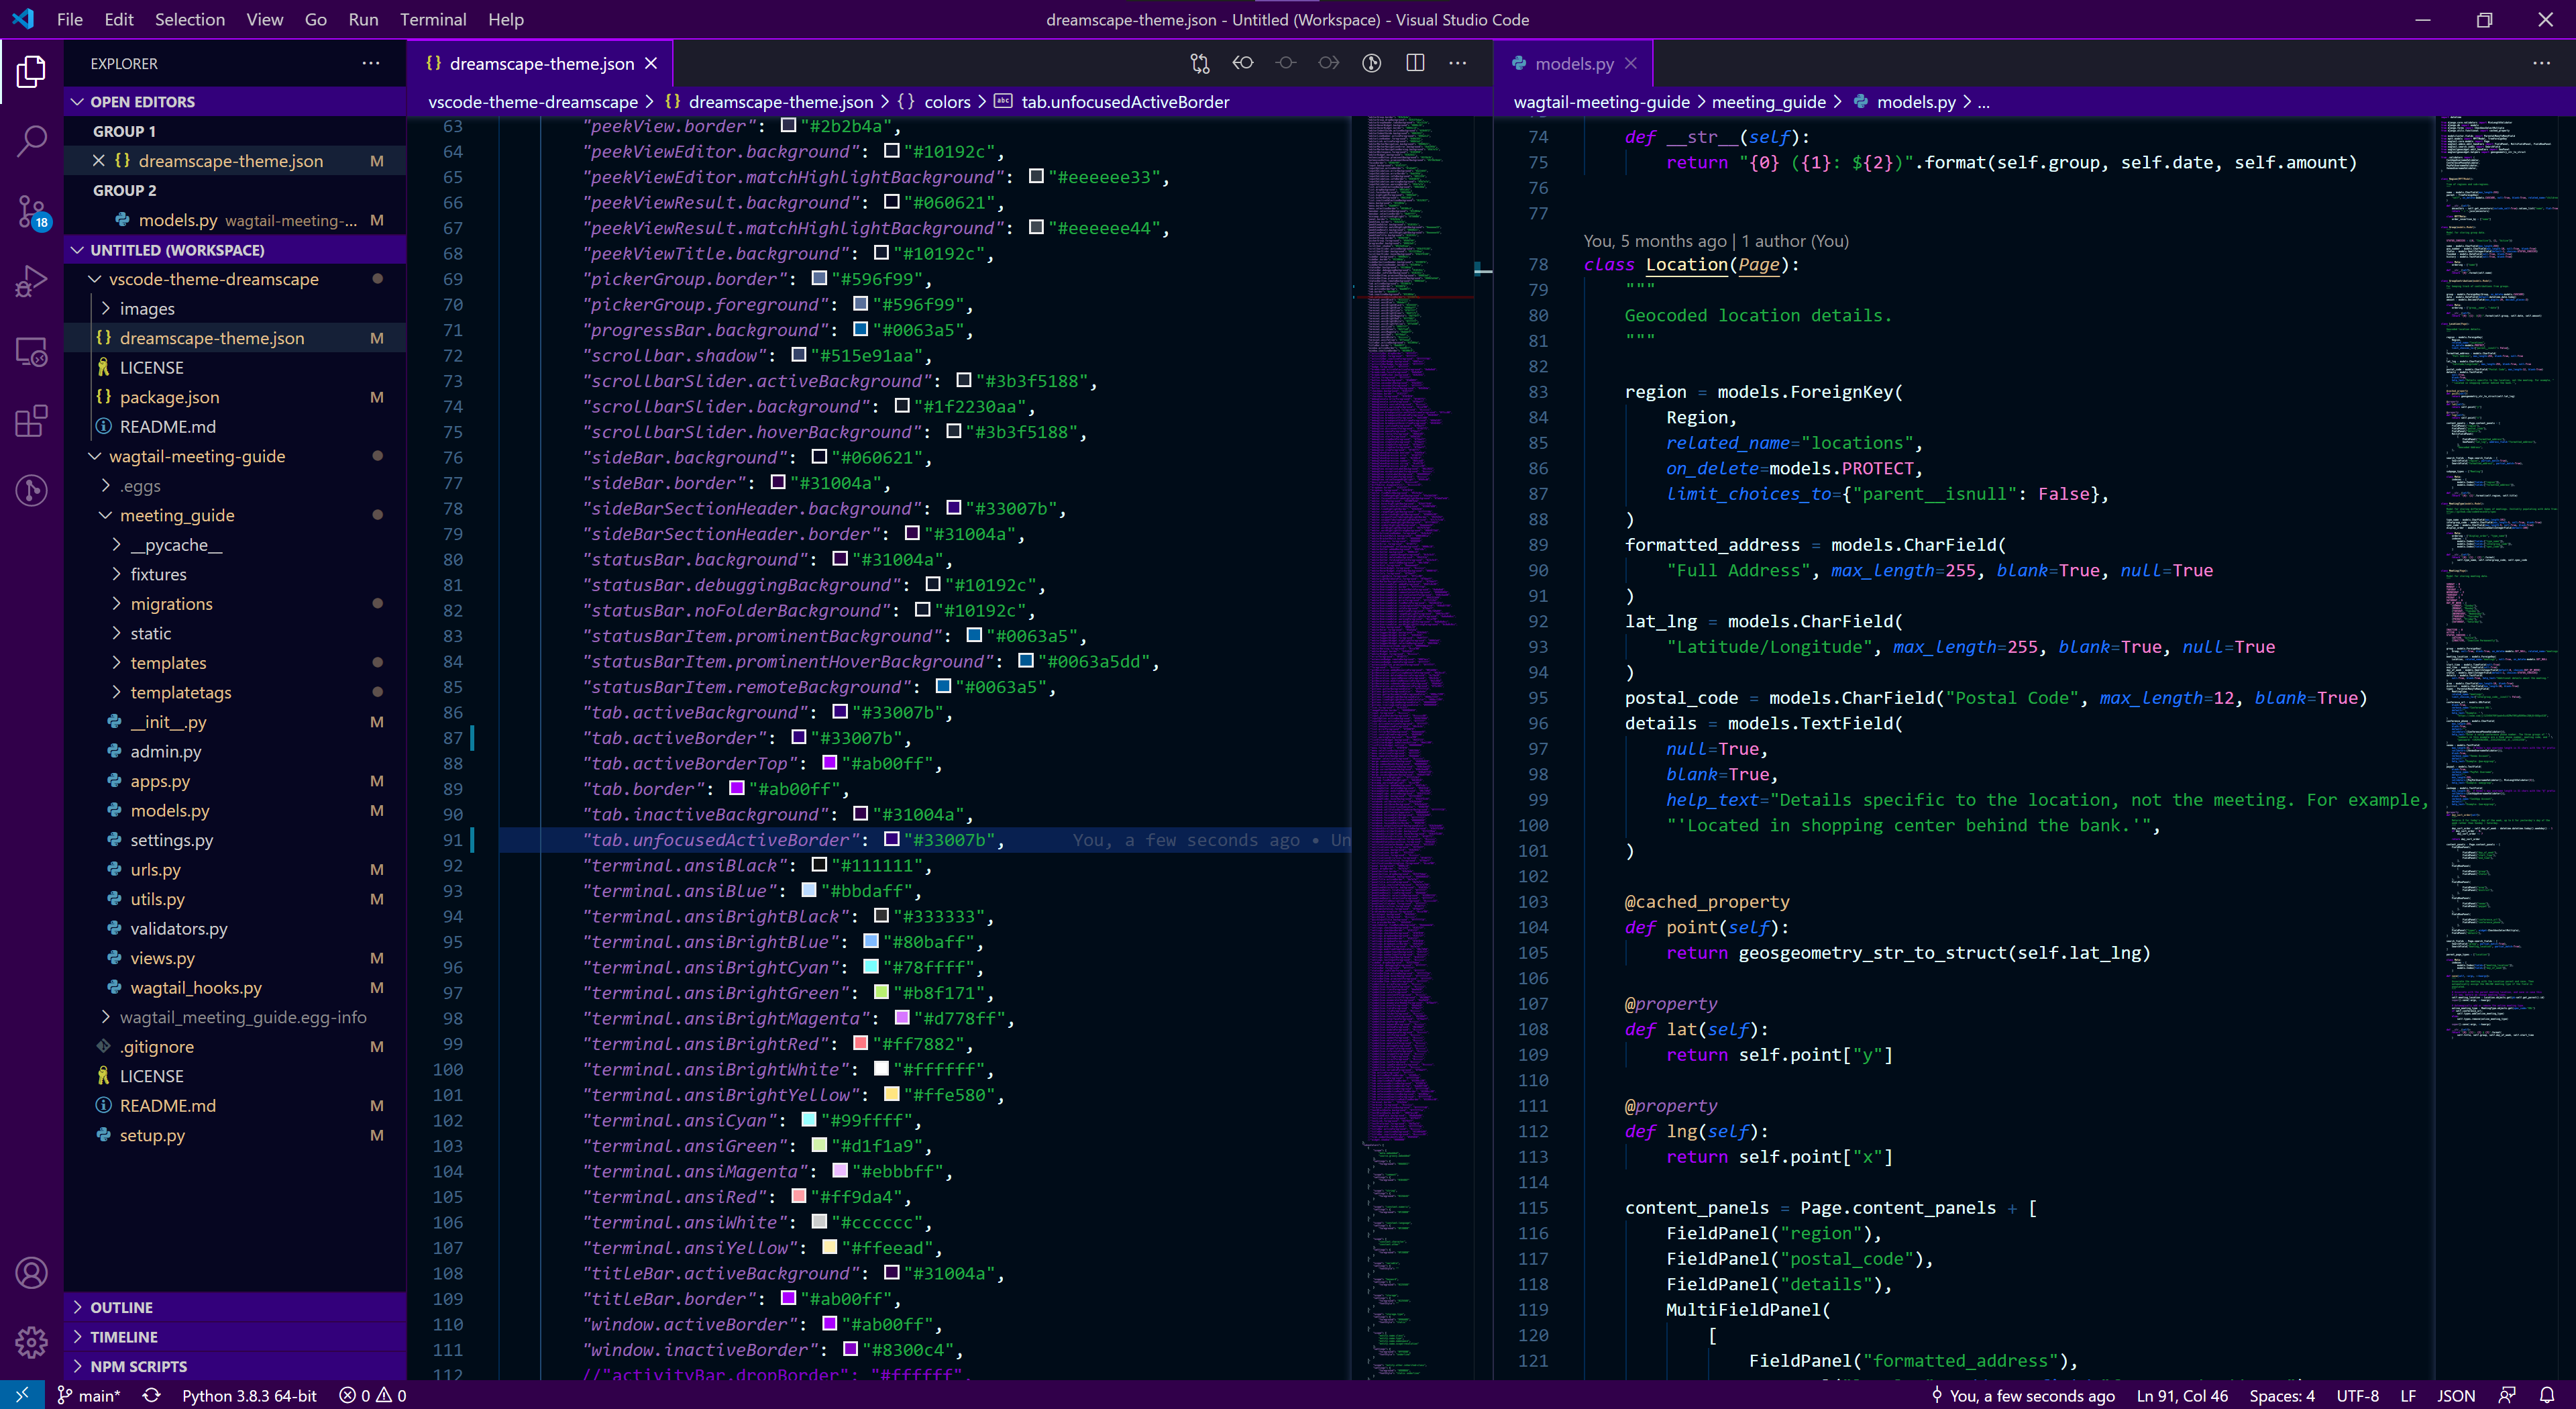 File Edit Selection View Go Run Terminal Help
dreamscape-theme.json - Untitled (Workspace) - Visual Studio Code
EXPLORER
OPEN EDITORS
GROUP 1
dreamscape-theme.json M
GROUP 2
models.py wagtail-meeting-... M
UNTITLED (WORKSPACE)
vscode-theme-dreamscape
images
{} dreamscape-theme.json M
LICENSE
{} package.json M
README.md
wagtail-meeting-guide
.eggs
meeting_guide
__pycache__
fixtures
migrations
static
templates
templatetags
__init__.py M
admin.py
apps.py M
models.py M
settings.py
urls.py M
utils.py M
validators.py
views.py M
wagtail_hooks.py M
wagtail_meeting_guide.egg-info
.gitignore M
LICENSE
README.md M
setup.py M
OUTLINE
TIMELINE
NPM SCRIPTS
18
{} dreamscape-theme.json
vscode-theme-dreamscape > {} dreamscape-theme.json > {} colors > abc tab.unfocusedActiveBorder
63 "peekView.border": "#2b2b4a",
64 "peekViewEditor.background": "#10192c",
65 "peekViewEditor.matchHighlightBackground": "#eeeeee33",
66 "peekViewResult.background": "#060621",
67 "peekViewResult.matchHighlightBackground": "#eeeeee44",
68 "peekViewTitle.background": "#10192c",
69 "pickerGroup.border": "#596f99",
70 "pickerGroup.foreground": "#596f99",
71 "progressBar.background": "#0063a5",
72 "scrollbar.shadow": "#515e91aa",
73 "scrollbarSlider.activeBackground": "#3b3f5188",
74 "scrollbarSlider.background": "#1f2230aa",
75 "scrollbarSlider.hoverBackground": "#3b3f5188",
76 "sideBar.background": "#060621",
77 "sideBar.border": "#31004a",
78 "sideBarSectionHeader.background": "#33007b",
79 "sideBarSectionHeader.border": "#31004a",
80 "statusBar.background": "#31004a",
81 "statusBar.debuggingBackground": "#10192c",
82 "statusBar.noFolderBackground": "#10192c",
83 "statusBarItem.prominentBackground": "#0063a5",
84 "statusBarItem.prominentHoverBackground": "#0063a5dd",
85 "statusBarItem.remoteBackground": "#0063a5",
86 "tab.activeBackground": "#33007b",
87 "tab.activeBorder": "#33007b",
88 "tab.activeBorderTop": "#ab00ff",
89 "tab.border": "#ab00ff",
90 "tab.inactiveBackground": "#31004a",
91 "tab.unfocusedActiveBorder": "#33007b", You, a few seconds ago • Un
92 "terminal.ansiBlack": "#111111",
93 "terminal.ansiBlue": "#bbdaff",
94 "terminal.ansiBrightBlack": "#333333",
95 "terminal.ansiBrightBlue": "#80baff",
96 "terminal.ansiBrightCyan": "#78ffff",
97 "terminal.ansiBrightGreen": "#b8f171",
98 "terminal.ansiBrightMagenta": "#d778ff",
99 "terminal.ansiBrightRed": "#ff7882",
100 "terminal.ansiBrightWhite": "#ffffff",
101 "terminal.ansiBrightYellow": "#ffe580",
102 "terminal.ansiCyan": "#99ffff",
103 "terminal.ansiGreen": "#d1f1a9",
104 "terminal.ansiMagenta": "#ebbbff",
105 "terminal.ansiRed": "#ff9da4",
106 "terminal.ansiWhite": "#cccccc",
107 "terminal.ansiYellow": "#ffeead",
108 "titleBar.activeBackground": "#31004a",
109 "titleBar.border": "#ab00ff",
110 "window.activeBorder": "#ab00ff",
111 "window.inactiveBorder": "#8300c4",
112 //"activityBar.dropBorder": "#ffffff",
models.py
wagtail-meeting-guide > meeting_guide > models.py > ...
74 def __str__(self):
75 return "{0} ({1}: ${2})".format(self.group, self.date, self.amount)
76
77
You, 5 months ago | 1 author (You)
78 class Location(Page):
79 """
80 Geocoded location details.
81 """
82
83 region = models.ForeignKey(
84 Region,
85 related_name="locations",
86 on_delete=models.PROTECT,
87 limit_choices_to={"parent__isnull": False},
88 )
89 formatted_address = models.CharField(
90 "Full Address", max_length=255, blank=True, null=True
91 )
92 lat_lng = models.CharField(
93 "Latitude/Longitude", max_length=255, blank=True, null=True
94 )
95 postal_code = models.CharField("Postal Code", max_length=12, blank=True)
96 details = models.TextField(
97 null=True,
98 blank=True,
99 help_text="Details specific to the location, not the meeting. For example,
100 "'Located in shopping center behind the bank.'",
101 )
102
103 @cached_property
104 def point(self):
105 return geosgeometry_str_to_struct(self.lat_lng)
106
107 @property
108 def lat(self):
109 return self.point["y"]
110
111 @property
112 def lng(self):
113 return self.point["x"]
114
115 content_panels = Page.content_panels + [
116 FieldPanel("region"),
117 FieldPanel("postal_code"),
118 FieldPanel("details"),
119 MultiFieldPanel(
120 [
121 FieldPanel("formatted_address"),
main* Python 3.8.3 64-bit 0 0
You, a few seconds ago Ln 91, Col 46 Spaces: 4 UTF-8 LF JSON